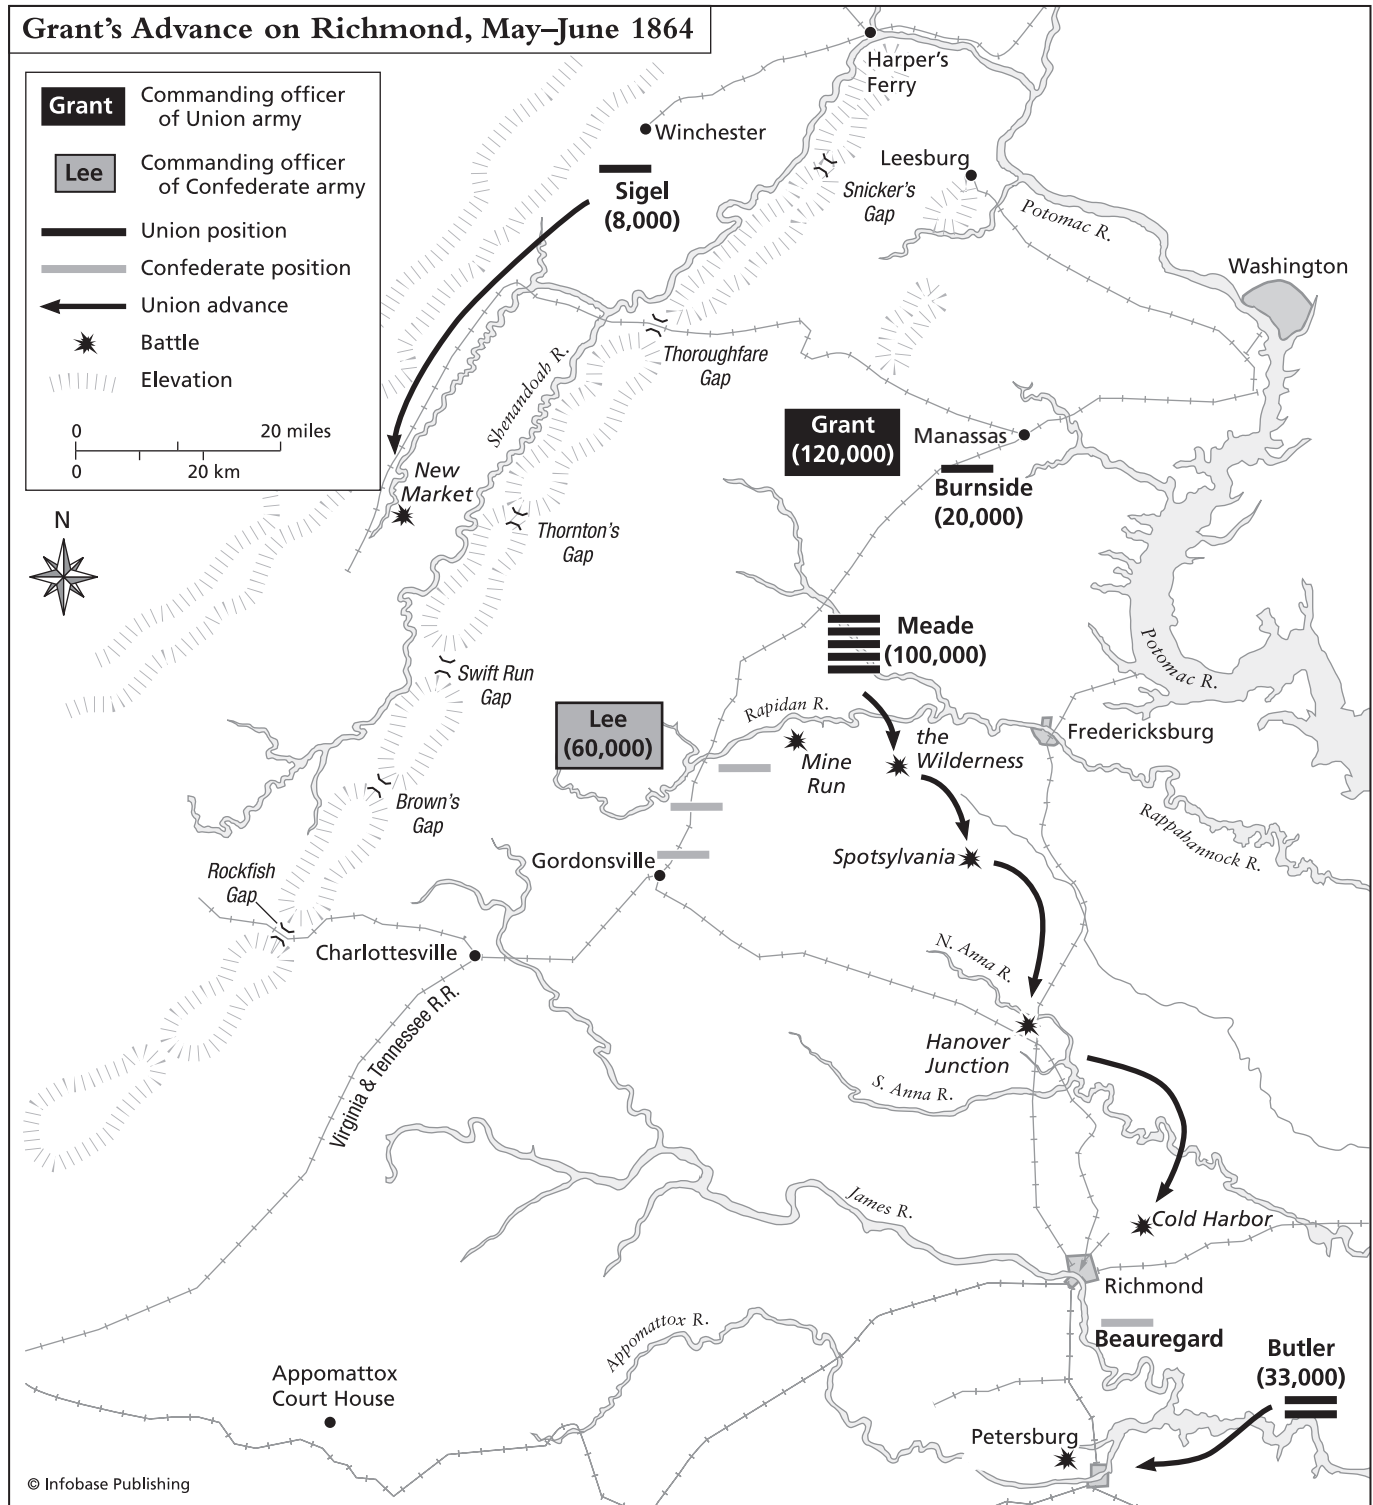 Grant's Advance on Richmond, May–June 1864
Grant
Commanding officer
of Union army
Lee
Commanding officer
of Confederate army
Union position
Confederate position
Union advance
Battle
Elevation
0 20 miles
0 20 km
N
Harper's
Ferry
Winchester
Sigel
(8,000)
Leesburg
Snicker's
Gap
Potomac R.
Washington
Thoroughfare
Gap
Shenandoah R.
Grant
(120,000)
Manassas
Burnside
(20,000)
New
Market
Thornton's
Gap
Meade
(100,000)
Potomac R.
Swift Run
Gap
Rapidan R.
Lee
(60,000)
the
Wilderness
Fredericksburg
Mine
Run
Brown's
Gap
Rappahannock R.
Spotsylvania
Gordonsville
Rockfish
Gap
Charlottesville
N. Anna R.
Virginia & Tennessee R.R.
Hanover
Junction
S. Anna R.
James R.
Cold Harbor
Richmond
Appomattox R.
Beauregard
Butler
(33,000)
Appomattox
Court House
Petersburg
© Infobase Publishing